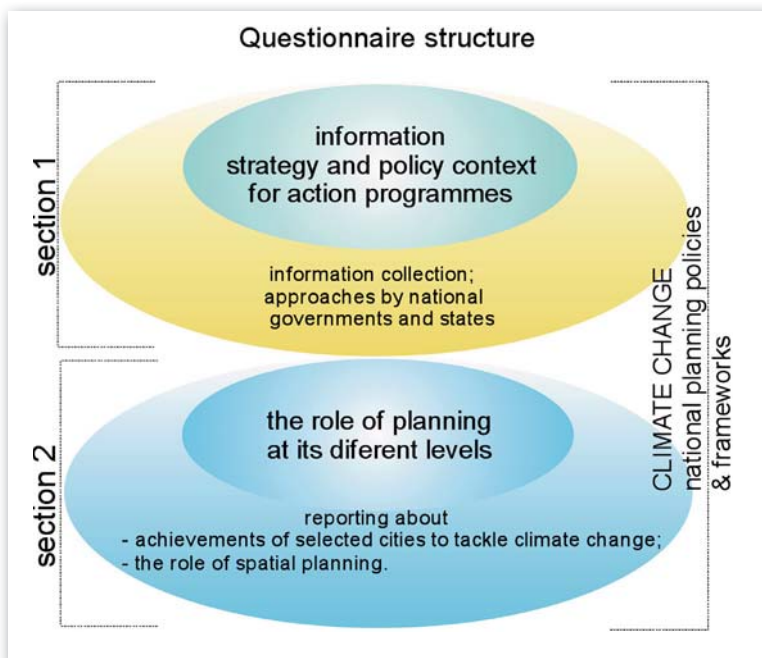 Questionnaire structure
section 1
information
strategy and policy context
for action programmes
information collection;
approaches by national
governments and states
section 2
the role of planning
at its diferent levels
reporting about
- achievements of selected cities to tackle climate change;
- the role of spatial planning.
CLIMATE CHANGE
national planning policies
& frameworks